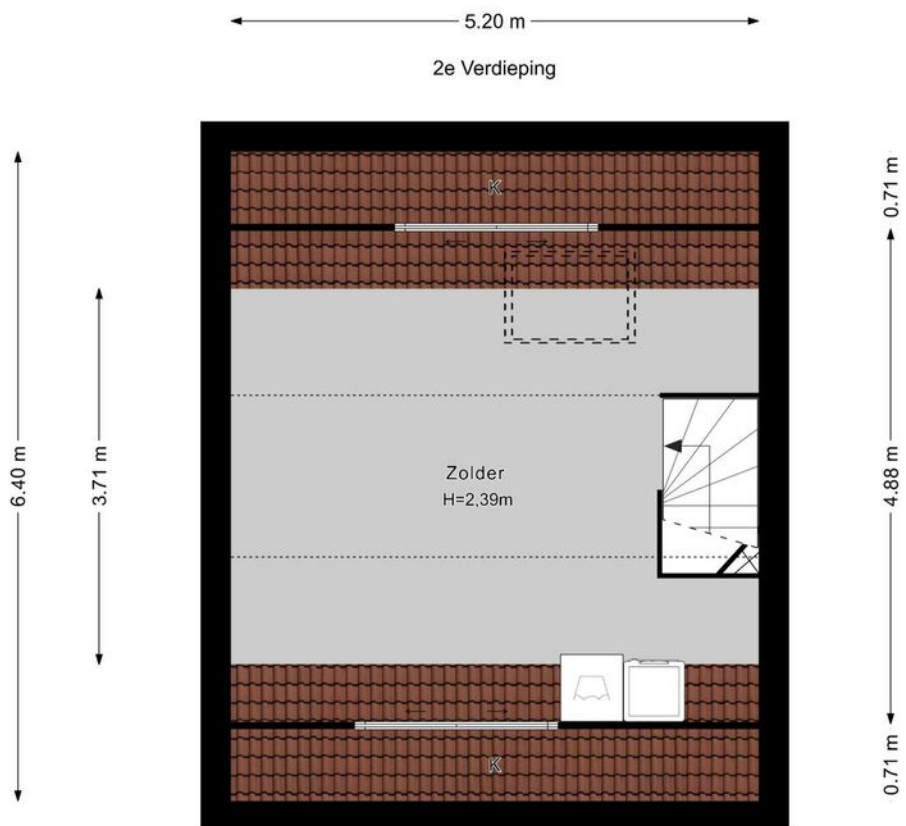 5.20 m
2e Verdieping
K
0.71 m
6.40 m
3.71 m
Zolder
H=2,39m
4.88 m
K
0.71 m